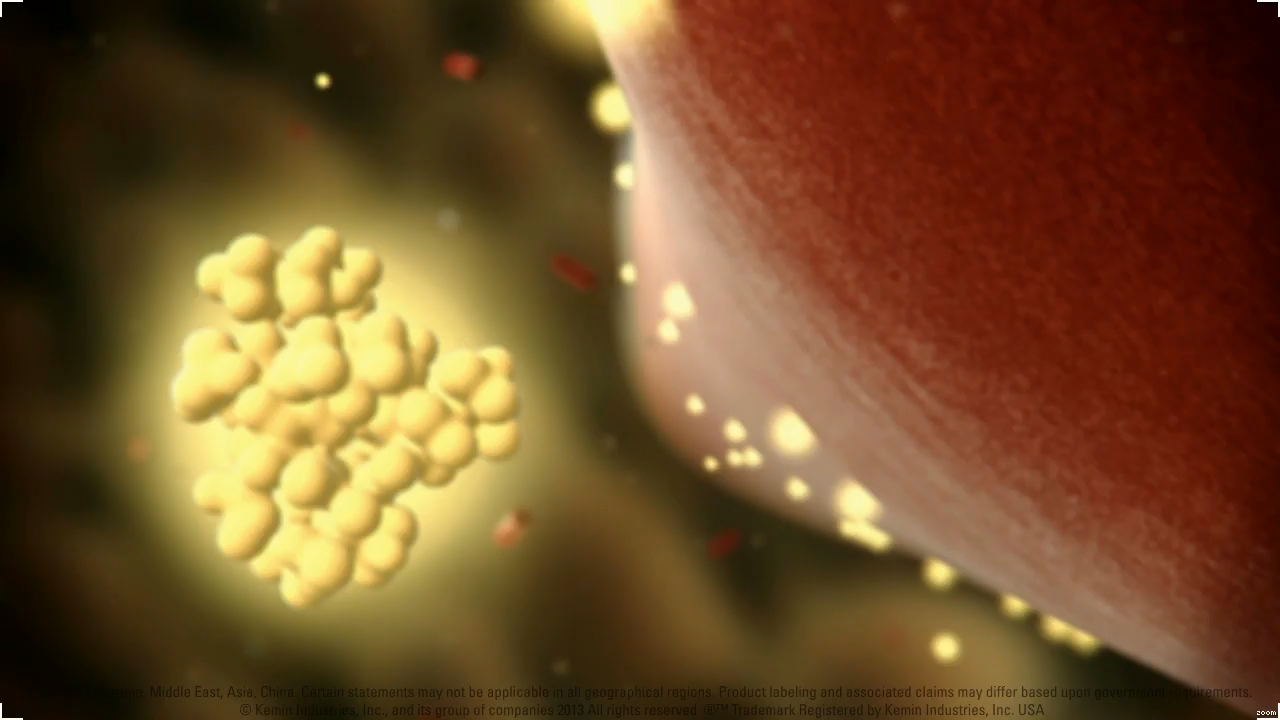 Middle East, Asia, China. Certain statements may not be applicable in all geographical regions. Product labeling and associated claims may differ based upon government requirements.
© Kemin Industries, Inc., and its group of companies 2013 All rights reserved. ®™ Trademark Registered by Kemin Industries, Inc. USA
zoom